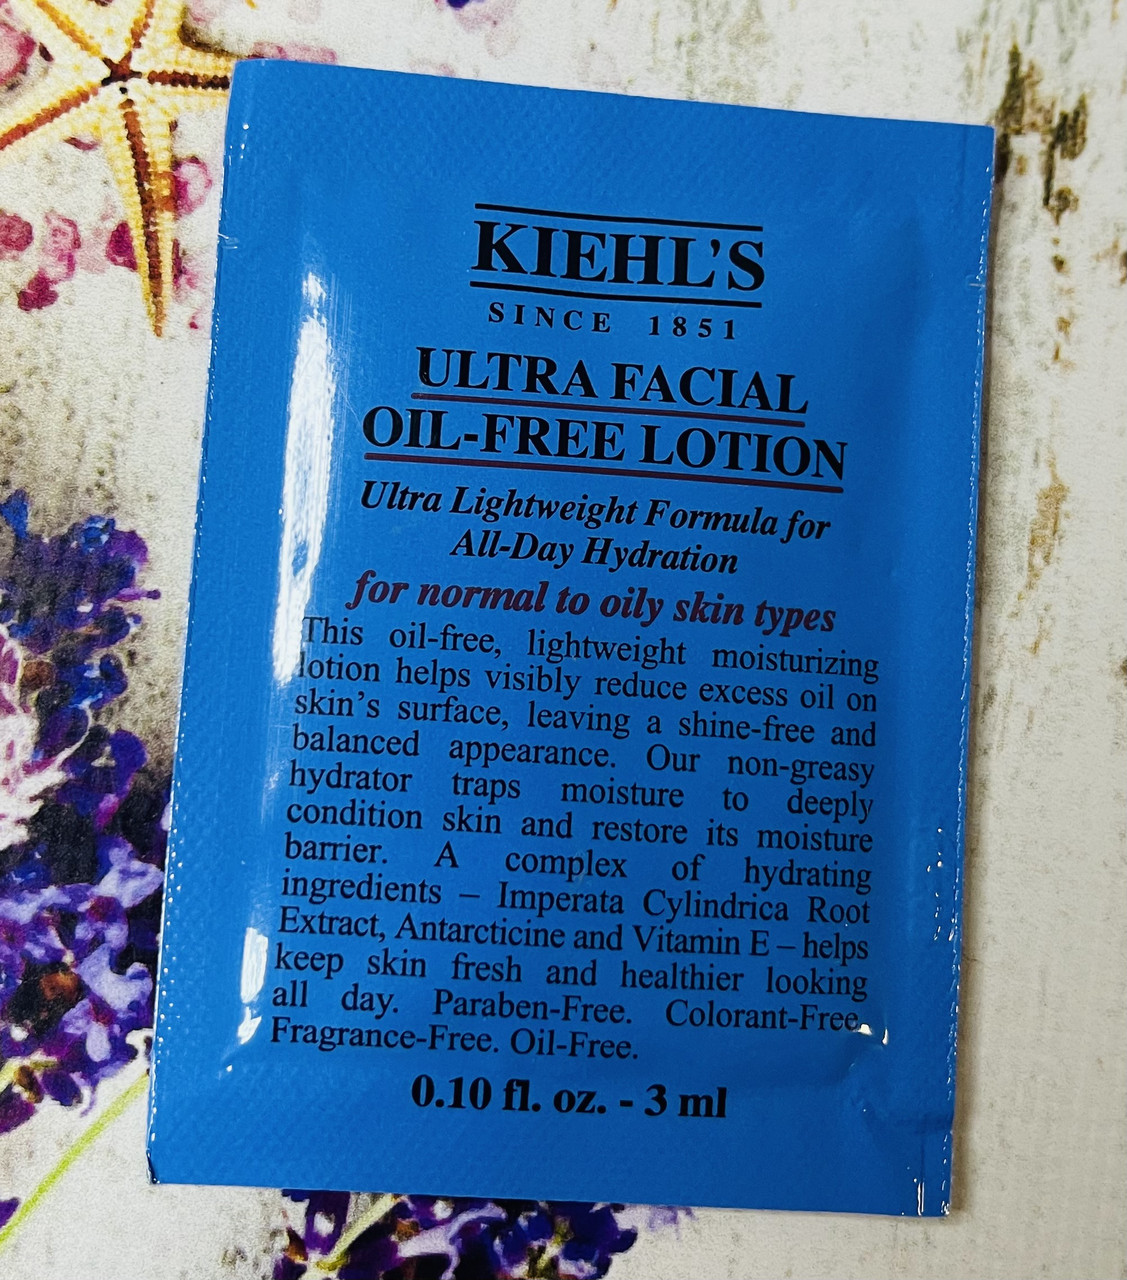 KIEHL'S
SINCE 1851
ULTRA FACIAL
OIL-FREE LOTION
Ultra Lightweight Formula for
All-Day Hydration
for normal to oily skin types
This oil-free, lightweight moisturizing
lotion helps visibly reduce excess oil on
skin's surface, leaving a shine-free and
balanced appearance. Our non-greasy
hydrator traps moisture to deeply
condition skin and restore its moisture
barrier. A complex of hydrating
ingredients – Imperata Cylindrica Root
Extract, Antarcticine and Vitamin E – helps
keep skin fresh and healthier looking
all day. Paraben-Free. Colorant-Free.
Fragrance-Free. Oil-Free.
0.10 fl. oz. - 3 ml